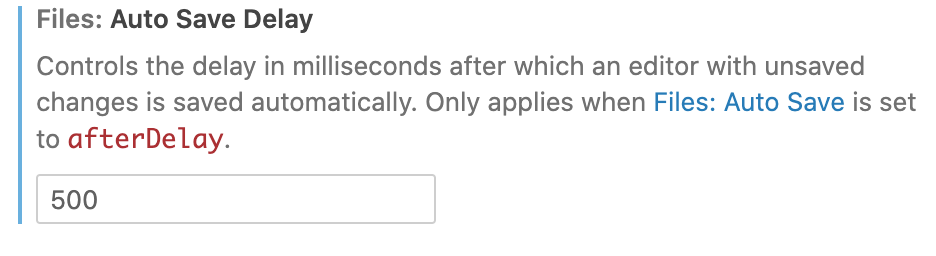 Files: Auto Save Delay
Controls the delay in milliseconds after which an editor with unsaved
changes is saved automatically. Only applies when Files: Auto Save is set
to afterDelay.
500